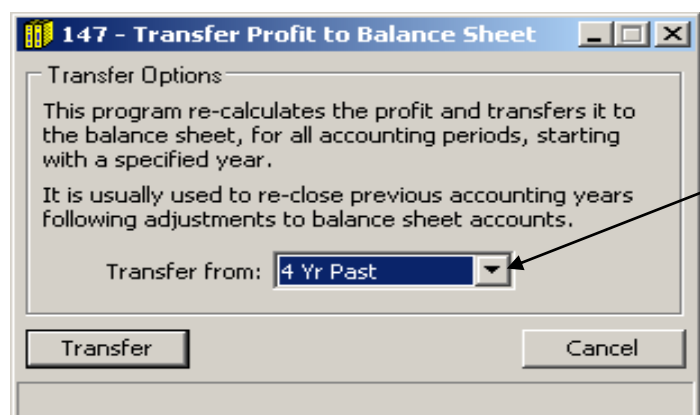 147 - Transfer Profit to Balance Sheet
Transfer Options
This program re-calculates the profit and transfers it to
the balance sheet, for all accounting periods, starting
with a specified year.
It is usually used to re-close previous accounting years
following adjustments to balance sheet accounts.
Transfer from: 4 Yr Past
Transfer Cancel